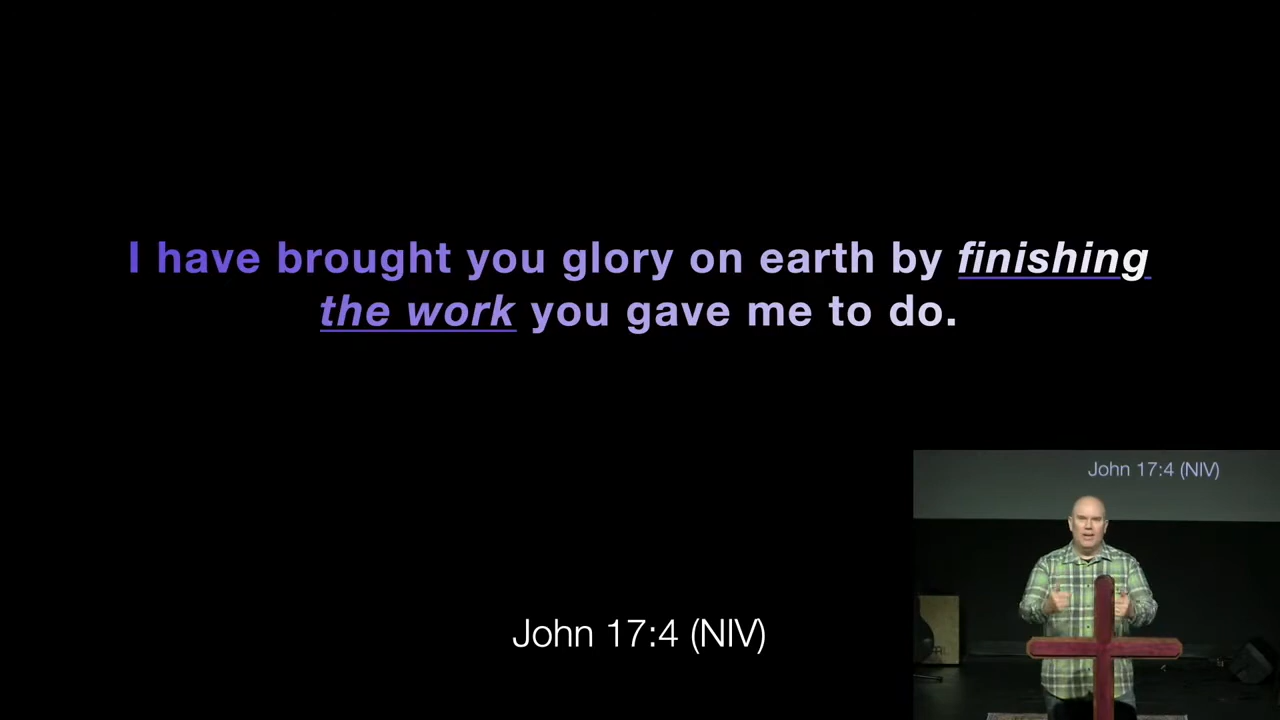 I have brought you glory on earth by finishing
the work you gave me to do.
John 17:4 (NIV)
John 17:4 (NIV)